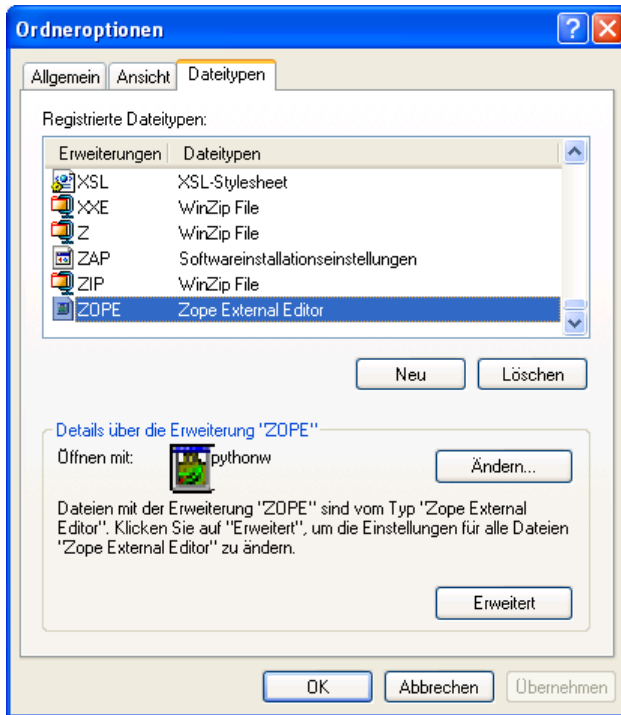 Ordneroptionen
Allgemein Ansicht Dateitypen
Registrierte Dateitypen:
Erweiterungen Dateitypen
XSL XSL-Stylesheet
XXE WinZip File
Z WinZip File
ZAP Softwareinstallationseinstellungen
ZIP WinZip File
ZOPE Zope External Editor
Neu Löschen
Details über die Erweiterung "ZOPE"
Öffnen mit: pythonw Ändern...
Dateien mit der Erweiterung "ZOPE" sind vom Typ "Zope External
Editor". Klicken Sie auf "Erweitert", um die Einstellungen für alle Dateien
"Zope External Editor" zu ändern.
Erweitert
OK Abbrechen Übernehmen